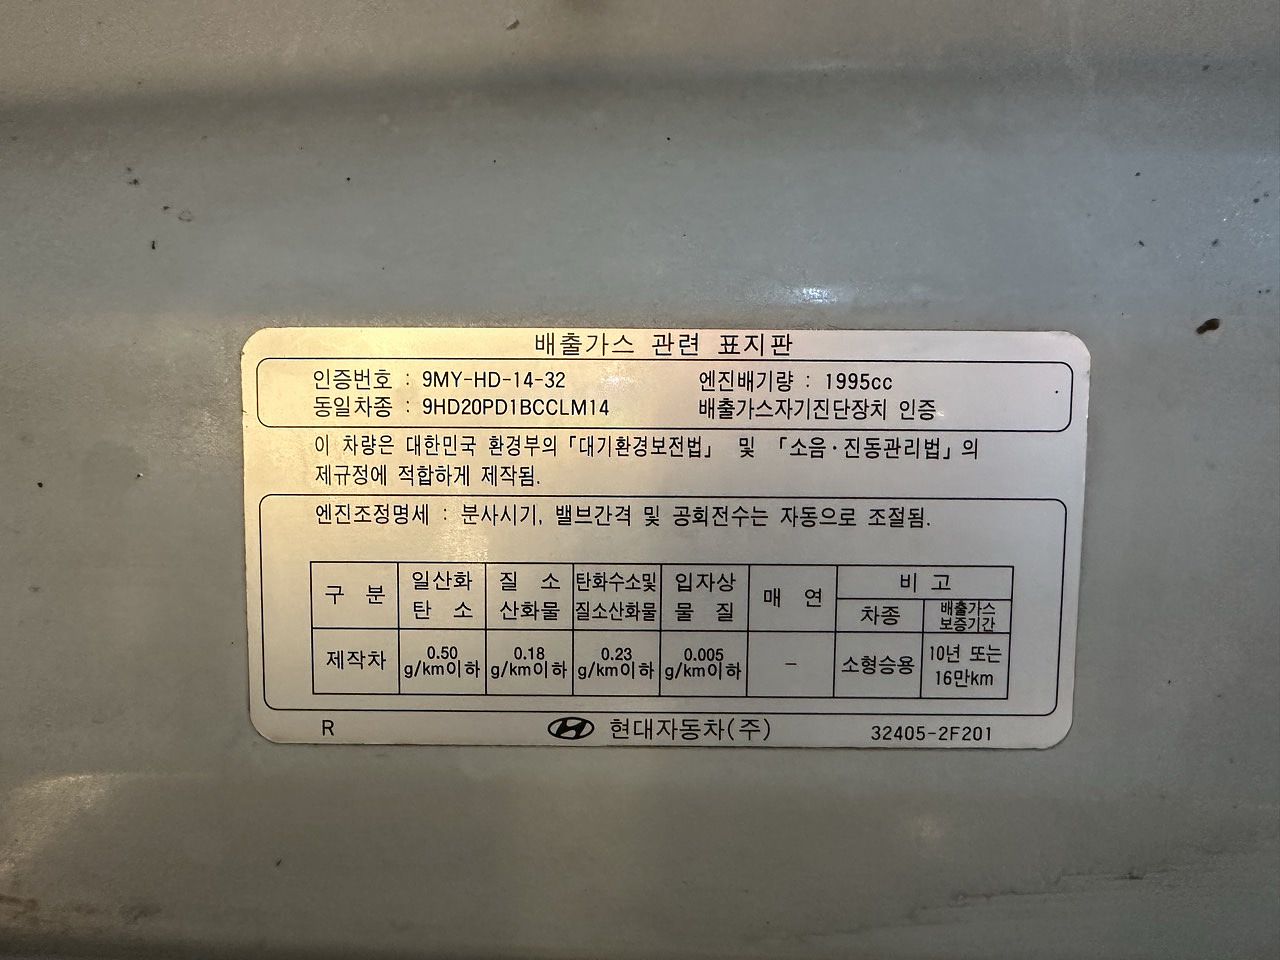 배출가스 관련 표지판
인증번호 : 9MY-HD-14-32 엔진배기량 : 1995cc
동일차종 : 9HD20PD1BCCLM14 배출가스자기진단장치 인증
이 차량은 대한민국 환경부의 「대기환경보전법」 및 「소음·진동관리법」의
제규정에 적합하게 제작됨.
엔진조정명세 : 분사시기, 밸브간격 및 공회전수는 자동으로 조절됨.
구 분 일산화 탄 소 질 소 산화물 탄화수소및 질소산화물 입자상 물 질 매 연 비 고
차종 배출가스 보증기간
제작차 0.50 g/km이하 0.18 g/km이하 0.23 g/km이하 0.005 g/km이하 – 소형승용 10년 또는 16만km
R 현대자동차(주) 32405-2F201